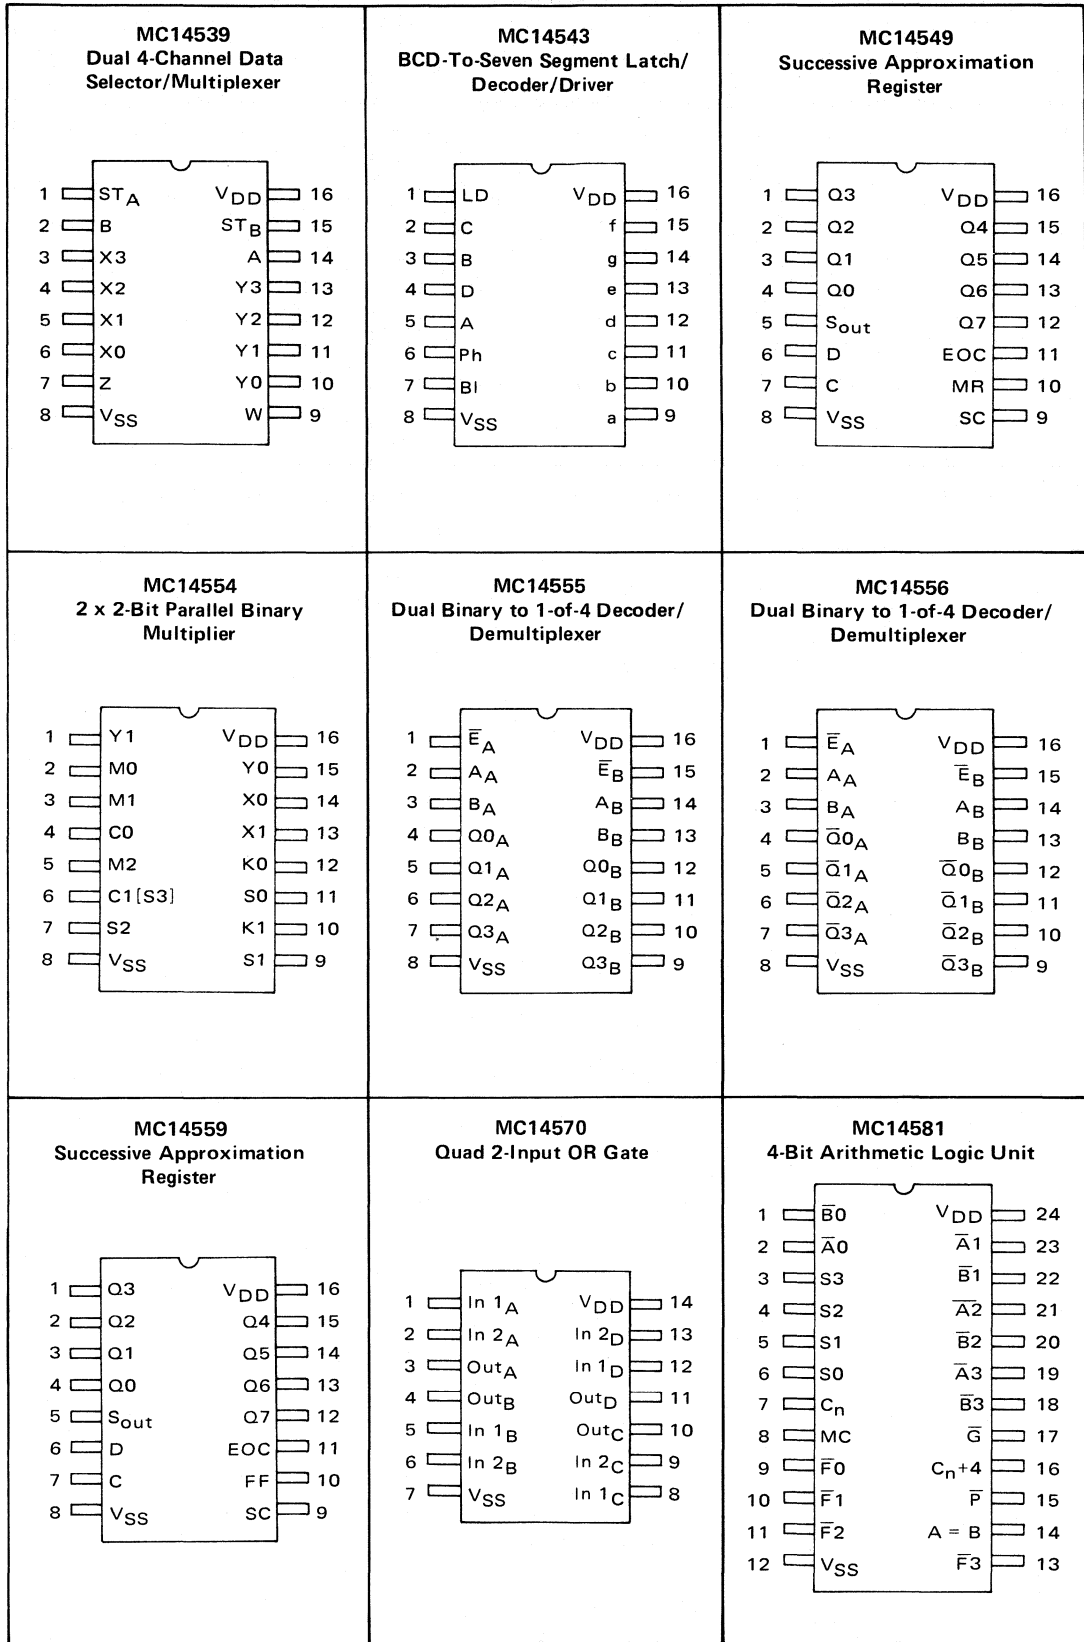 MC14539
Dual 4-Channel Data
Selector/Multiplexer
1 STA VDD 16
2 B STB 15
3 X3 A 14
4 X2 Y3 13
5 X1 Y2 12
6 X0 Y1 11
7 Z Y0 10
8 VSS W 9
MC14543
BCD-To-Seven Segment Latch/
Decoder/Driver
1 LD VDD 16
2 C f 15
3 B g 14
4 D e 13
5 A d 12
6 Ph c 11
7 BI b 10
8 VSS a 9
MC14549
Successive Approximation
Register
1 Q3 VDD 16
2 Q2 Q4 15
3 Q1 Q5 14
4 Q0 Q6 13
5 Sout Q7 12
6 D EOC 11
7 C MR 10
8 VSS SC 9
MC14554
2 x 2-Bit Parallel Binary
Multiplier
1 Y1 VDD 16
2 M0 Y0 15
3 M1 X0 14
4 C0 X1 13
5 M2 K0 12
6 C1[S3] S0 11
7 S2 K1 10
8 VSS S1 9
MC14555
Dual Binary to 1-of-4 Decoder/
Demultiplexer
1 E̅A VDD 16
2 AA E̅B 15
3 BA AB 14
4 Q0A BB 13
5 Q1A Q0B 12
6 Q2A Q1B 11
7 Q3A Q2B 10
8 VSS Q3B 9
MC14556
Dual Binary to 1-of-4 Decoder/
Demultiplexer
1 E̅A VDD 16
2 AA E̅B 15
3 BA AB 14
4 Q̅0A BB 13
5 Q̅1A Q̅0B 12
6 Q̅2A Q̅1B 11
7 Q̅3A Q̅2B 10
8 VSS Q̅3B 9
MC14559
Successive Approximation
Register
1 Q3 VDD 16
2 Q2 Q4 15
3 Q1 Q5 14
4 Q0 Q6 13
5 Sout Q7 12
6 D EOC 11
7 C FF 10
8 VSS SC 9
MC14570
Quad 2-Input OR Gate
1 In 1A VDD 14
2 In 2A In 2D 13
3 OutA In 1D 12
4 OutB OutD 11
5 In 1B OutC 10
6 In 2B In 2C 9
7 VSS In 1C 8
MC14581
4-Bit Arithmetic Logic Unit
1 B̅0 VDD 24
2 A̅0 A̅1 23
3 S3 B̅1 22
4 S2 A̅2̅ 21
5 S1 B̅2 20
6 S0 A̅3 19
7 Cn B̅3 18
8 MC G̅ 17
9 F̅0 Cn+4 16
10 F̅1 P̅ 15
11 F̅2 A = B 14
12 VSS F̅3 13